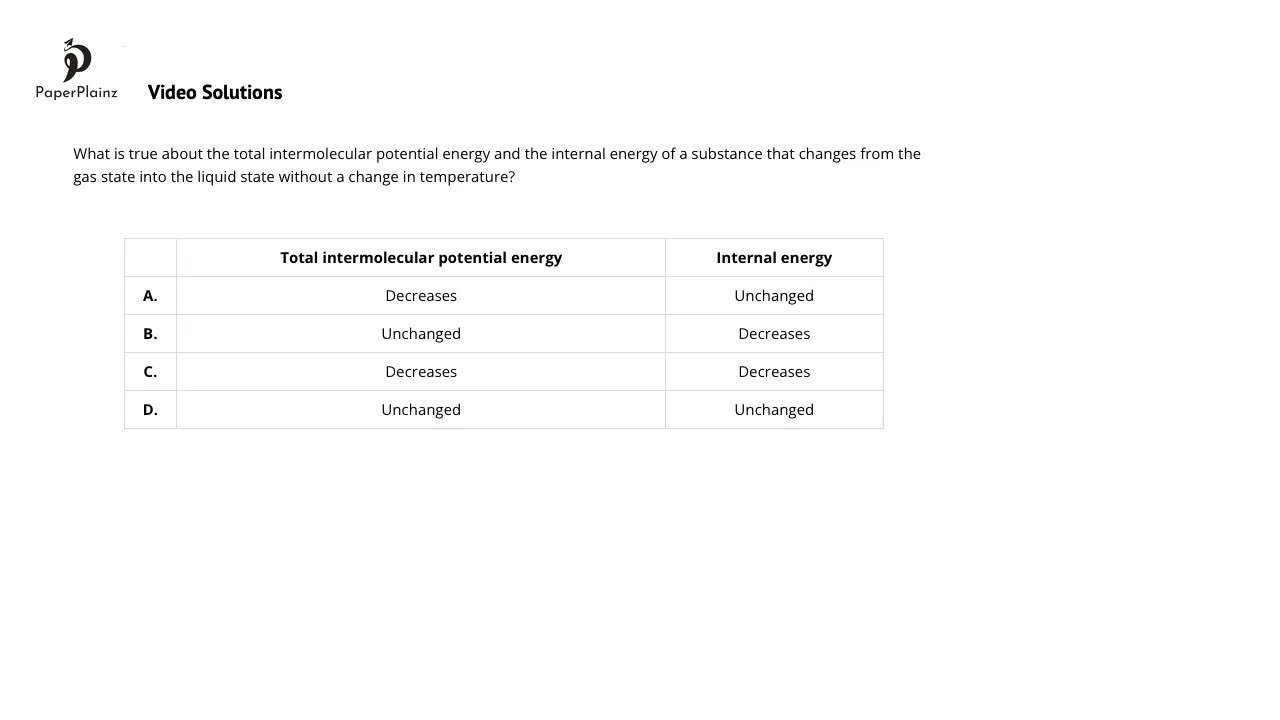 PaperPlainz
Video Solutions
What is true about the total intermolecular potential energy and the internal energy of a substance that changes from the
gas state into the liquid state without a change in temperature?
Total intermolecular potential energy Internal energy
A. Decreases Unchanged
B. Unchanged Decreases
C. Decreases Decreases
D. Unchanged Unchanged